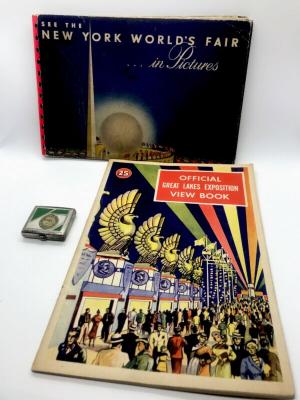 SEE THE
NEW YORK WORLD'S FAIR
...in Pictures
25
OFFICIAL
GREAT LAKES EXPOSITION
VIEW BOOK